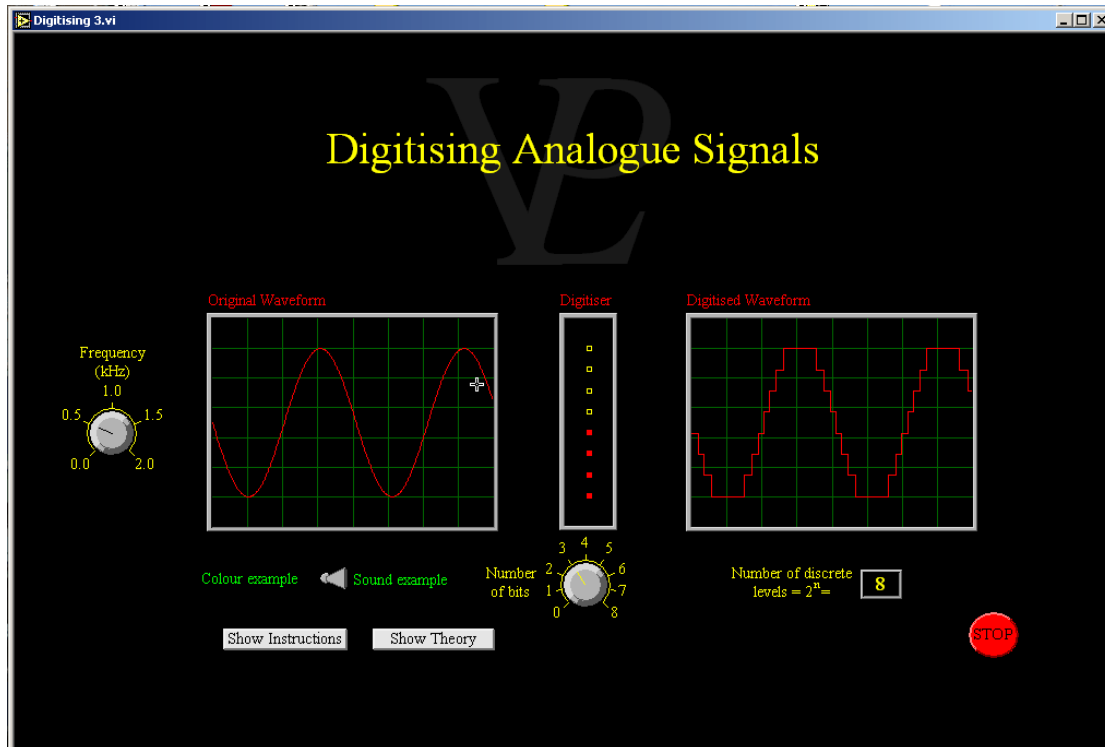 Digitising 3.vi
VPL
Digitising Analogue Signals
Original Waveform
Digitiser
Digitised Waveform
Frequency
(kHz)
1.0
0.5
1.5
0.0
2.0
Colour example
Sound example
Number
of bits
4
3
5
2
6
1
7
0
8
Number of discrete
levels = 2ⁿ=
8
Show Instructions
Show Theory
STOP